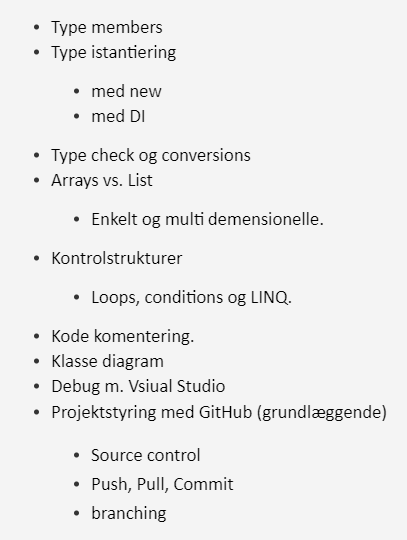 Type members
Type istantiering
med new
med DI
Type check og conversions
Arrays vs. List
Enkelt og multi demensionelle.
Kontrolstrukturer
Loops, conditions og LINQ.
Kode komentering.
Klasse diagram
Debug m. Vsiual Studio
Projektstyring med GitHub (grundlæggende)
Source control
Push, Pull, Commit
branching